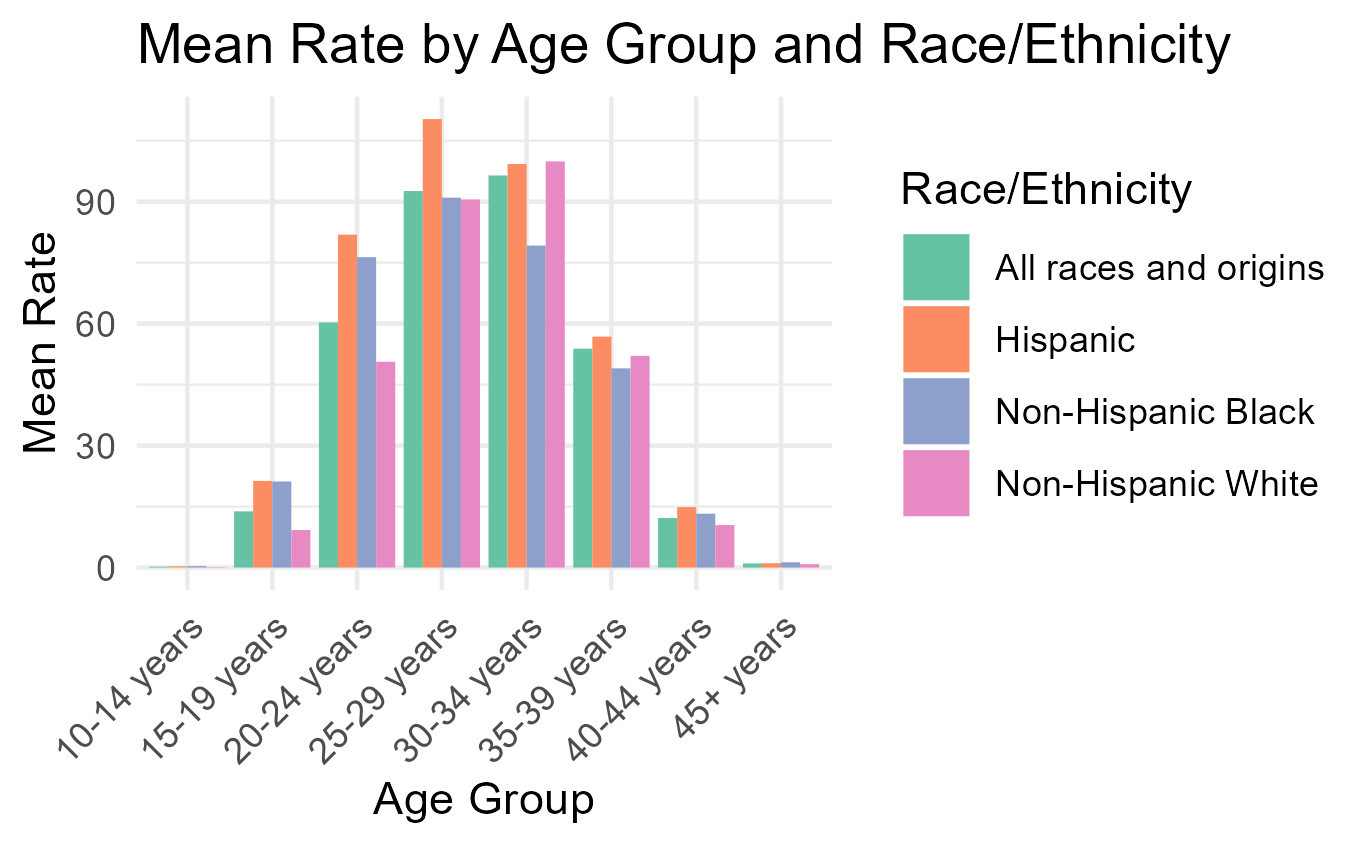 Mean Rate by Age Group and Race/Ethnicity
Mean Rate
90
60
30
0
10-14 years
15-19 years
20-24 years
25-29 years
30-34 years
35-39 years
40-44 years
45+ years
Age Group
Race/Ethnicity
All races and origins
Hispanic
Non-Hispanic Black
Non-Hispanic White